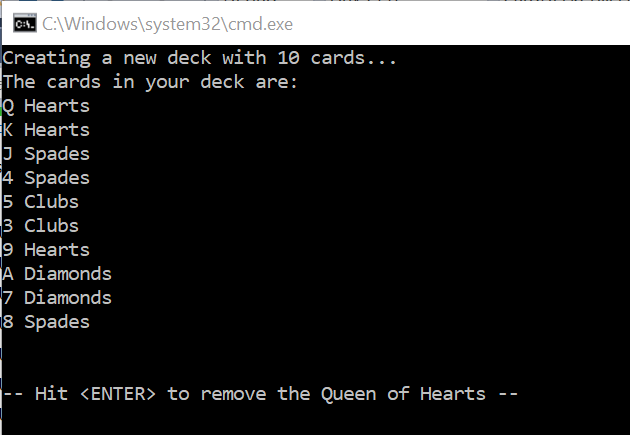 C:\Windows\system32\cmd.exe
Creating a new deck with 10 cards...
The cards in your deck are:
Q Hearts
K Hearts
J Spades
4 Spades
5 Clubs
3 Clubs
9 Hearts
A Diamonds
7 Diamonds
8 Spades
-- Hit <ENTER> to remove the Queen of Hearts --